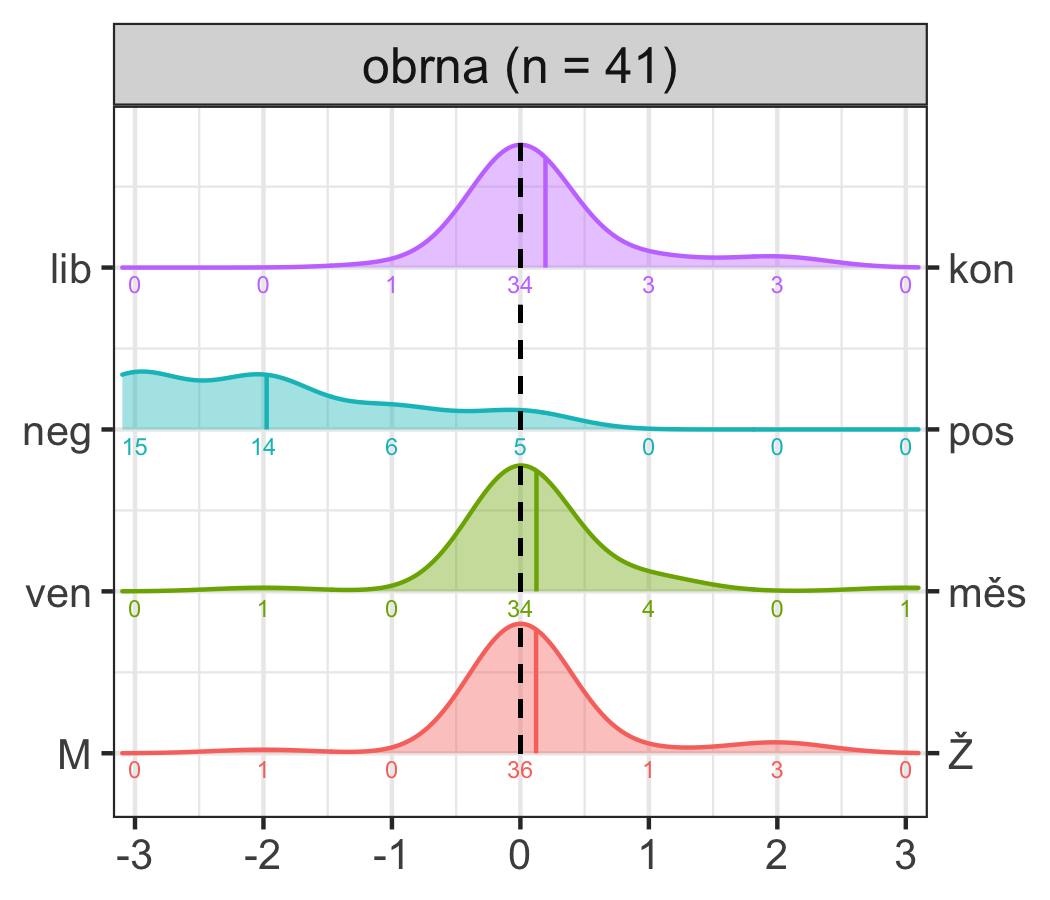 obrna (n = 41)
lib kon
0 0 1 34 3 3 0
neg pos
15 14 6 5 0 0 0
ven měs
0 1 0 34 4 0 1
M Ž
0 1 0 36 1 3 0
-3 -2 -1 0 1 2 3